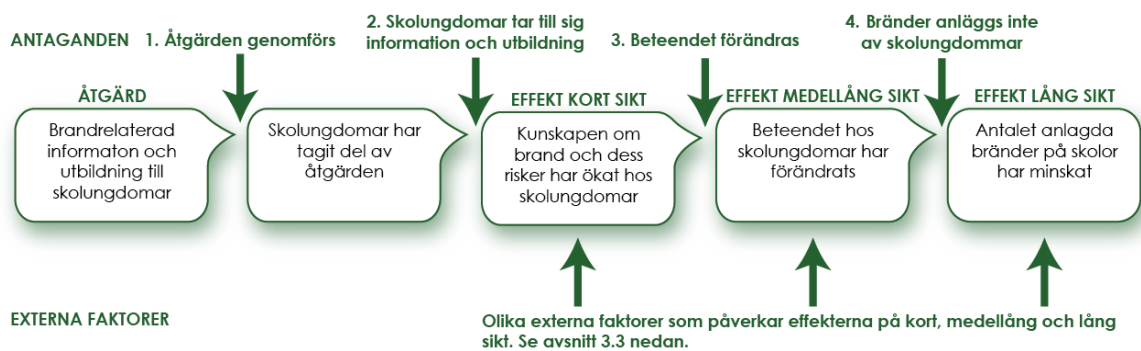 ANTAGANDEN
1. Åtgärden genomförs
2. Skolungdomar tar till sig
information och utbildning
3. Beteendet förändras
4. Bränder anläggs inte
av skolungdommar
ÅTGÄRD
Brandrelaterad
informaton och
utbildning till
skolungdomar
Skolungdomar har
tagit del av
åtgärden
EFFEKT KORT SIKT
Kunskapen om
brand och dess
risker har ökat hos
skolungdomar
EFFEKT MEDELLÅNG SIKT
Beteendet hos
skolungdomar har
förändrats
EFFEKT LÅNG SIKT
Antalet anlagda
bränder på skolor
har minskat
EXTERNA FAKTORER
Olika externa faktorer som påverkar effekterna på kort, medellång och lång
sikt. Se avsnitt 3.3 nedan.